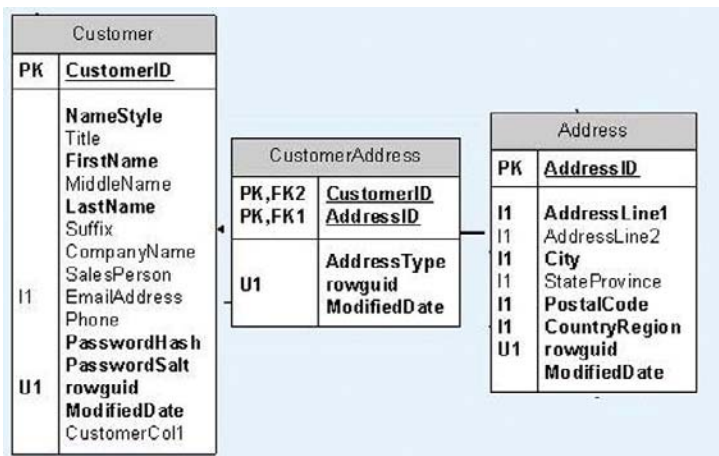 Customer
PK CustomerID
NameStyle
Title
FirstName
MiddleName
LastName
Suffix
CompanyName
SalesPerson
I1 EmailAddress
Phone
PasswordHash
PasswordSalt
U1 rowguid
ModifiedDate
CustomerCol1
CustomerAddress
PK,FK2 CustomerID
PK,FK1 AddressID
AddressType
U1 rowguid
ModifiedDate
Address
PK AddressID
I1 AddressLine1
I1 AddressLine2
I1 City
I1 StateProvince
I1 PostalCode
I1 CountryRegion
U1 rowguid
ModifiedDate